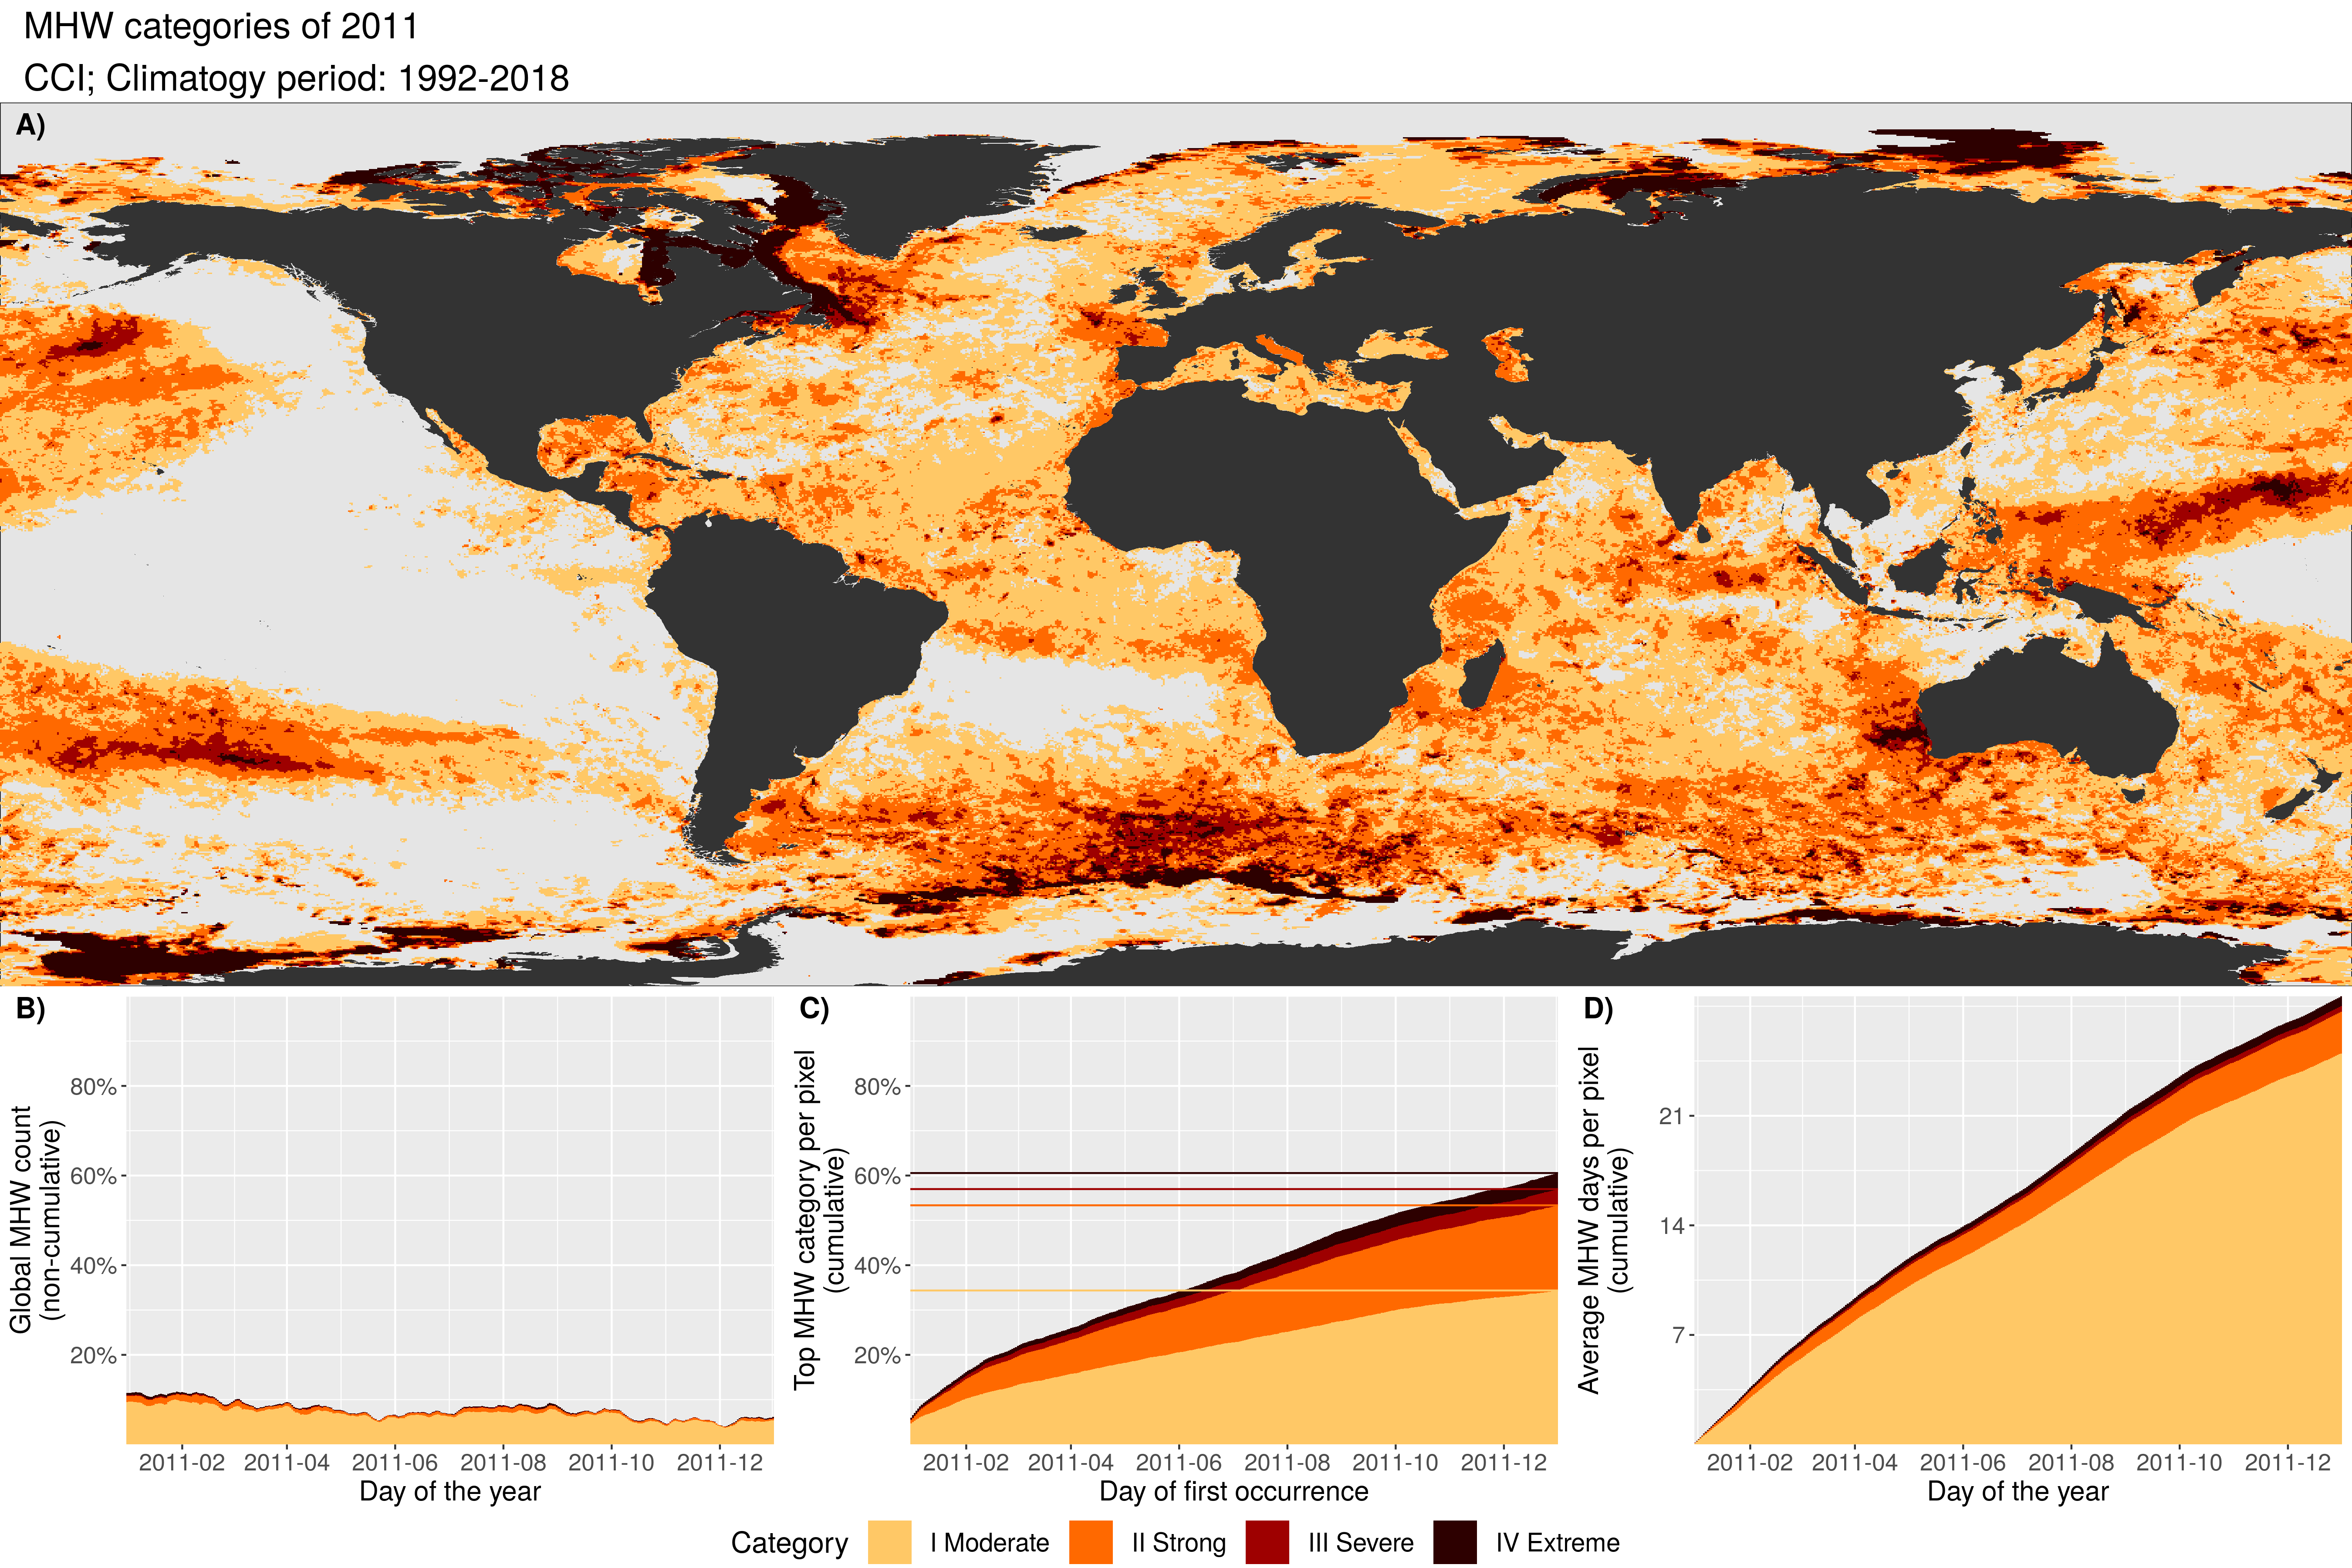 MHW categories of 2011
CCI; Climatogy period: 1992-2018
A)
B)
Global MHW count
(non-cumulative)
80%
60%
40%
20%
2011-02 2011-04 2011-06 2011-08 2011-10 2011-12
Day of the year
C)
Top MHW category per pixel
(cumulative)
80%
60%
40%
20%
2011-02 2011-04 2011-06 2011-08 2011-10 2011-12
Day of first occurrence
D)
Average MHW days per pixel
(cumulative)
21
14
7
2011-02 2011-04 2011-06 2011-08 2011-10 2011-12
Day of the year
Category I Moderate II Strong III Severe IV Extreme